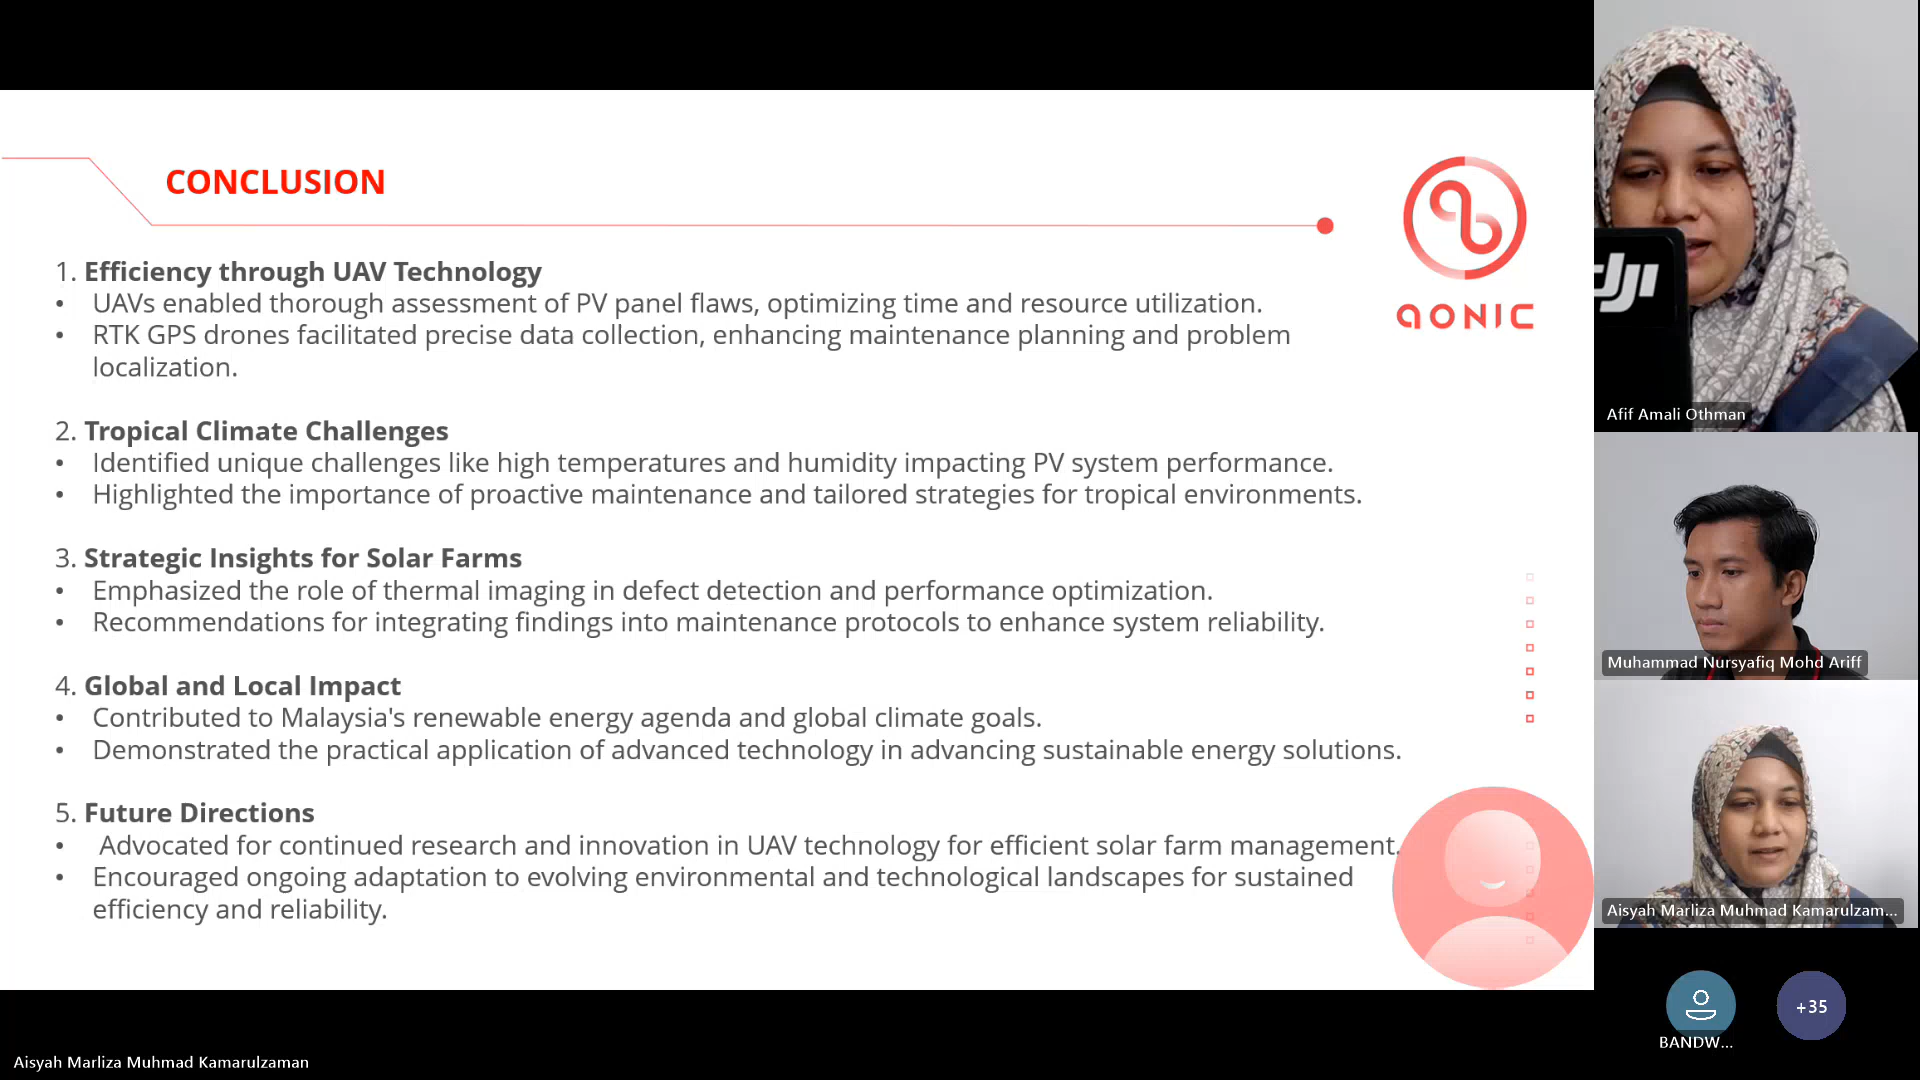 CONCLUSION
1. Efficiency through UAV Technology
• UAVs enabled thorough assessment of PV panel flaws, optimizing time and resource utilization.
• RTK GPS drones facilitated precise data collection, enhancing maintenance planning and problem
localization.
2. Tropical Climate Challenges
• Identified unique challenges like high temperatures and humidity impacting PV system performance.
• Highlighted the importance of proactive maintenance and tailored strategies for tropical environments.
3. Strategic Insights for Solar Farms
• Emphasized the role of thermal imaging in defect detection and performance optimization.
• Recommendations for integrating findings into maintenance protocols to enhance system reliability.
4. Global and Local Impact
• Contributed to Malaysia's renewable energy agenda and global climate goals.
• Demonstrated the practical application of advanced technology in advancing sustainable energy solutions.
5. Future Directions
• Advocated for continued research and innovation in UAV technology for efficient solar farm management.
• Encouraged ongoing adaptation to evolving environmental and technological landscapes for sustained
efficiency and reliability.
AONIC
dji
Afif Amali Othman
Muhammad Nursyafiq Mohd Ariff
Aisyah Marliza Muhmad Kamarulzam...
BANDW...
+35
Aisyah Marliza Muhmad Kamarulzaman